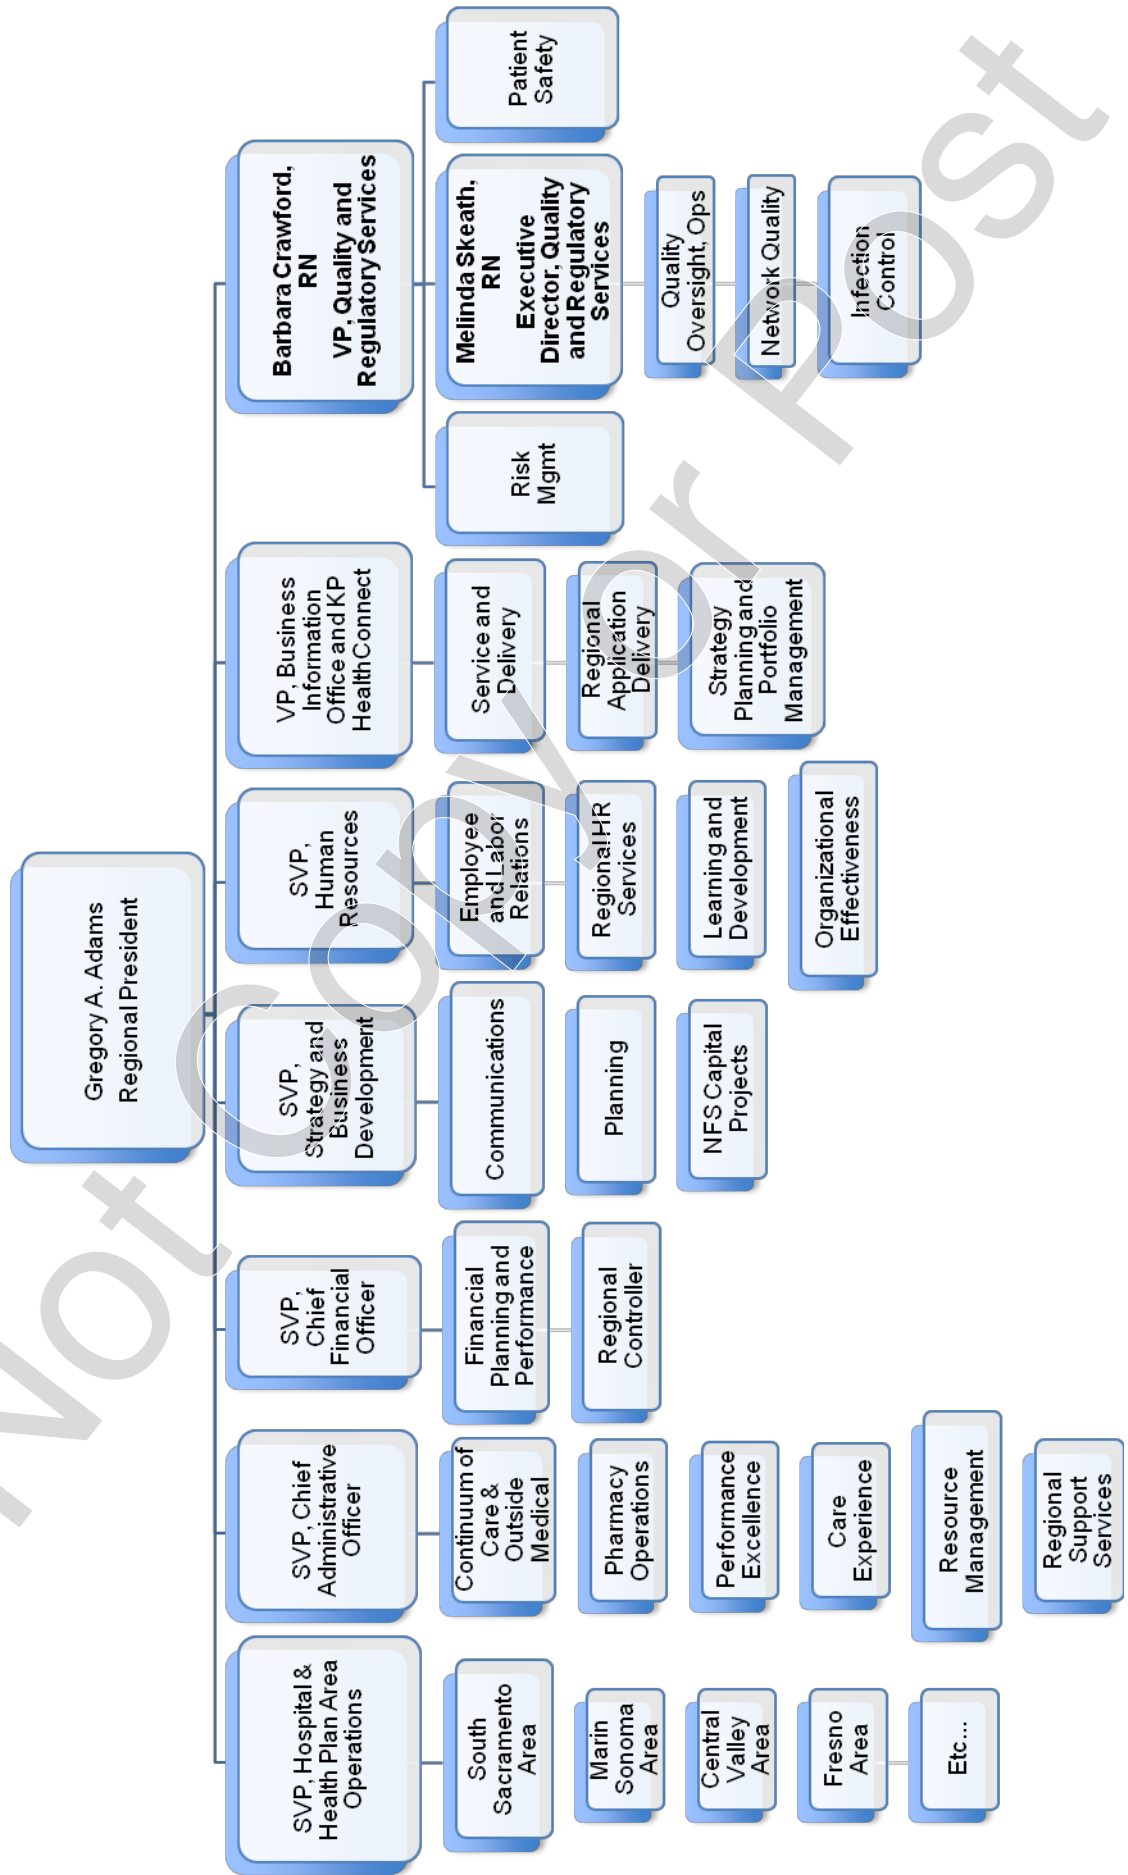 Gregory A. Adams
Regional President
SVP, Hospital &
Health Plan Area
Operations
South
Sacramento
Area
Marin
Sonoma
Area
Central
Valley
Area
Fresno
Area
Etc...
SVP, Chief
Administrative
Officer
Continuum of
Care &
Outside
Medical
Pharmacy
Operations
Performance
Excellence
Care
Experience
Resource
Management
Regional
Support
Services
SVP,
Chief
Financial
Officer
Financial
Planning and
Performance
Regional
Controller
SVP,
Strategy and
Business
Development
Communications
Planning
NFS Capital
Projects
SVP,
Human
Resources
Employee
and Labor
Relations
Regional HR
Services
Learning and
Development
Organizational
Effectiveness
VP, Business
Information
Office and KP
HealthConnect
Service and
Delivery
Regional
Application
Delivery
Strategy
Planning and
Portfolio
Management
Barbara Crawford,
RN
VP, Quality and
Regulatory Services
Risk
Mgmt
Melinda Skeath,
RN
Executive
Director, Quality
and Regulatory
Services
Quality
Oversight, Ops
Network Quality
Infection
Control
Patient
Safety
Not Copy or Post